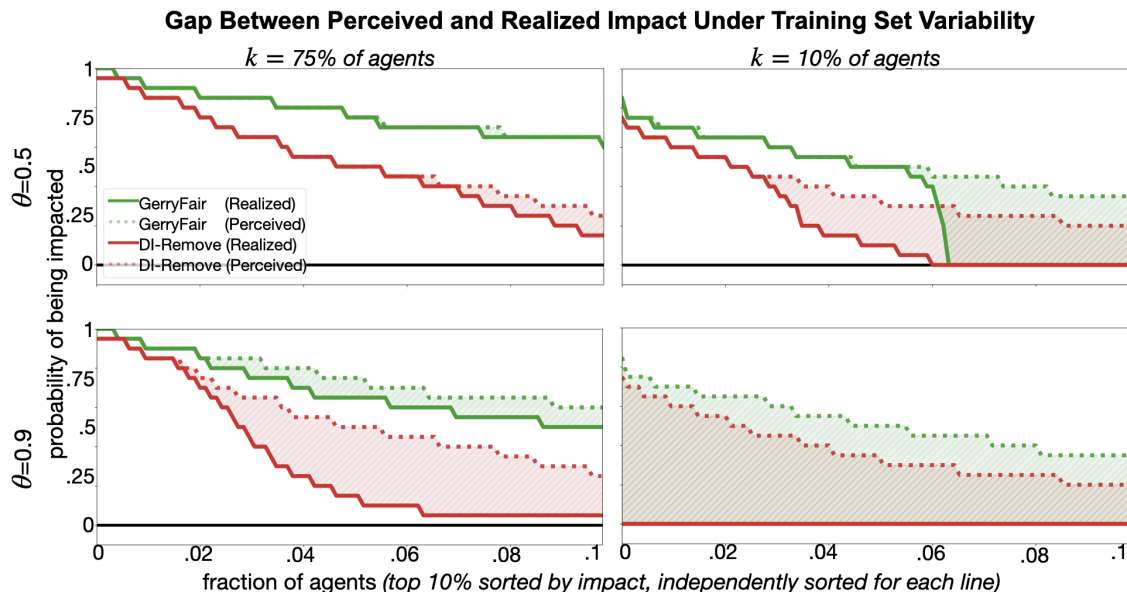 Gap Between Perceived and Realized Impact Under Training Set Variability
k = 75% of agents
k = 10% of agents
θ=0.5
θ=0.9
probability of being impacted
1
.75
.5
.25
0
GerryFair (Realized)
GerryFair (Perceived)
DI-Remove (Realized)
DI-Remove (Perceived)
1
.75
.5
.25
0
0 .02 .04 .06 .08 .1
0 .02 .04 .06 .08 .1
fraction of agents (top 10% sorted by impact, independently sorted for each line)